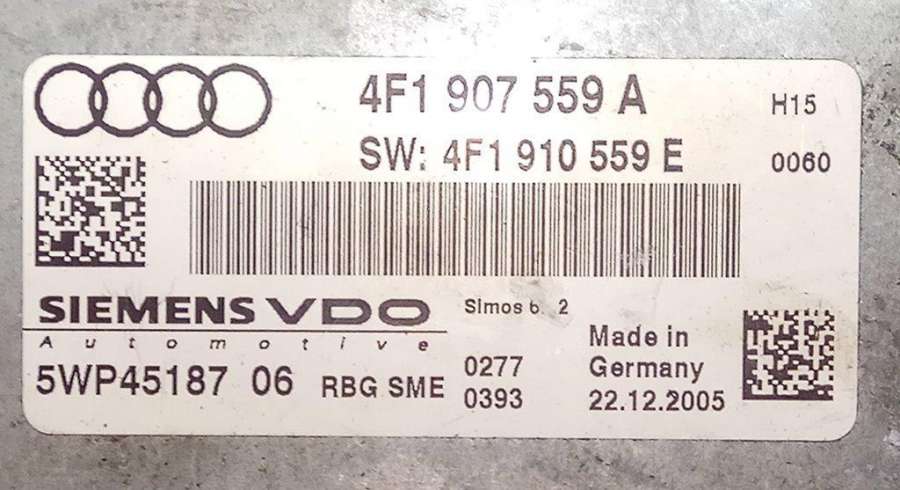 4F1 907 559 A
H15
SW: 4F1 910 559 E
0060
SIEMENS VDO
Automotive
Simos 6. 2
5WP45187 06
RBG SME
0277
0393
Made in
Germany
22.12.2005